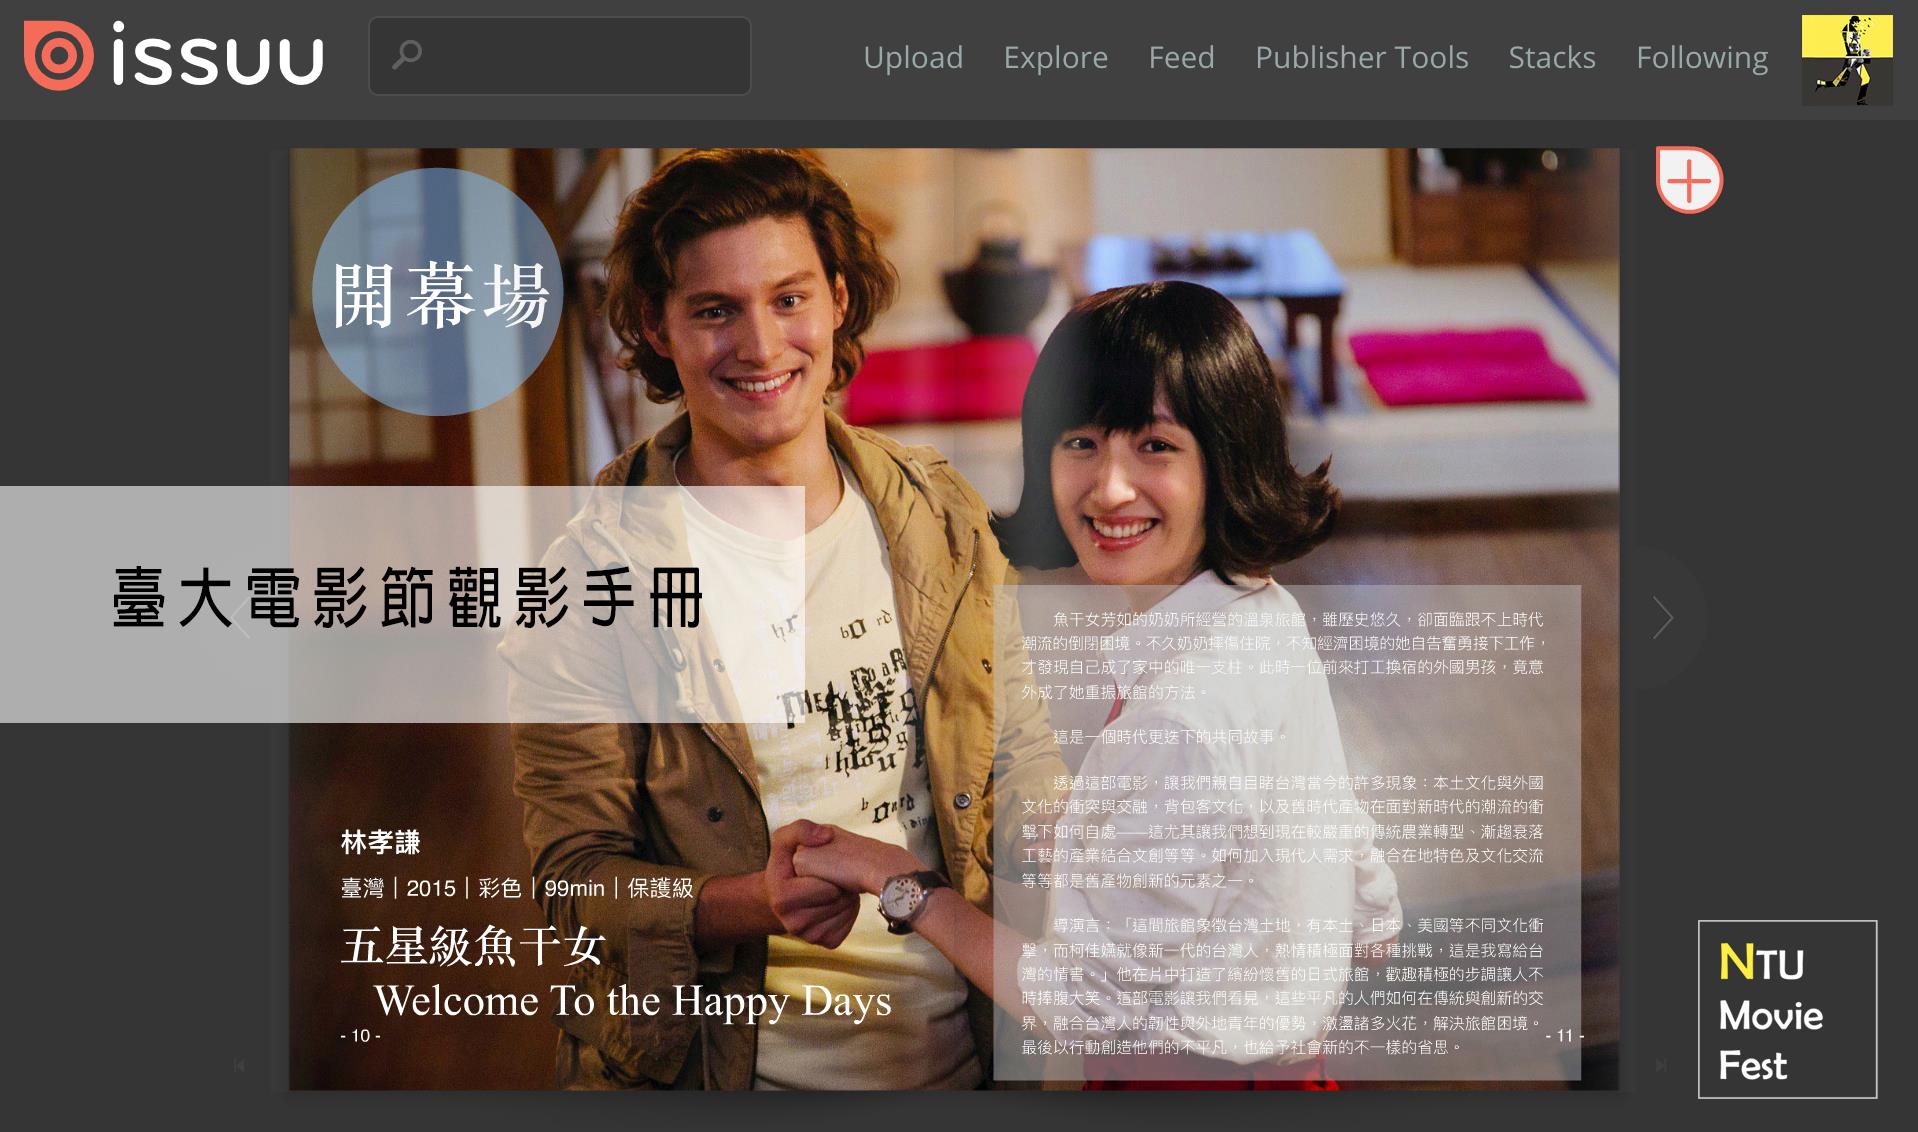 issuu
Upload Explore Feed Publisher Tools Stacks Following
開幕場
臺大電影節觀影手冊
林孝謙
臺灣｜2015｜彩色｜99min｜保護級
五星級魚干女
Welcome To the Happy Days
- 10 -
魚干女芳如的奶奶所經營的溫泉旅館，雖歷史悠久，卻面臨跟不上時代
潮流的倒閉困境。不久奶奶摔傷住院，不知經濟困境的她自告奮勇接下工作，
才發現自己成了家中的唯一支柱。此時一位前來打工換宿的外國男孩，竟意
外成了她重振旅館的方法。
這是一個時代更迭下的共同故事。
透過這部電影，讓我們親自目睹台灣當今的許多現象：本土文化與外國
文化的衝突與交融，背包客文化，以及舊時代產物在面對新時代的潮流的衝
擊下如何自處——這尤其讓我們想到現在較嚴重的傳統農業轉型、漸趨衰落
工藝的產業結合文創等等。如何加入現代人需求，融合在地特色及文化交流
等等都是舊產物創新的元素之一。
導演言：「這間旅館象徵台灣土地，有本土、日本、美國等不同文化衝
擊，而柯佳嬿就像新一代的台灣人，熱情積極面對各種挑戰，這是我寫給台
灣的情書。」他在片中打造了繽紛懷舊的日式旅館，歡趣積極的步調讓人不
時捧腹大笑。這部電影讓我們看見，這些平凡的人們如何在傳統與創新的交
界，融合台灣人的韌性與外地青年的優勢，激盪諸多火花，解決旅館困境。
最後以行動創造他們的不平凡，也給予社會新的不一樣的省思。
- 11 -
NTU
Movie
Fest